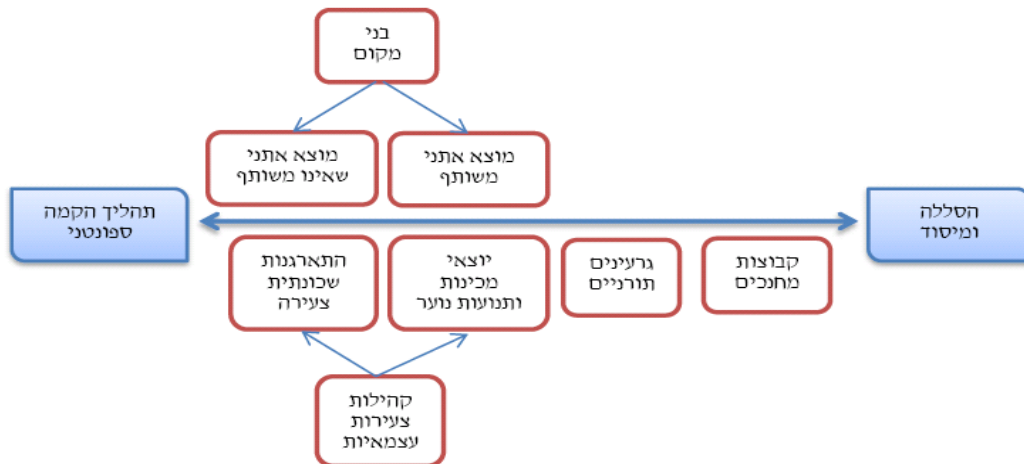 בני
מקום
מוצא אתני
משותף
מוצא אתני
שאינו משותף
הסללה
ומיסוד
תהליך הקמה
ספונטני
קבוצות
מחנכים
גרעינים
תורניים
יוצאי
מכינות
ותנועות נוער
התארגנות
שכונתית
צעירה
קהילות
צעירות
עצמאיות